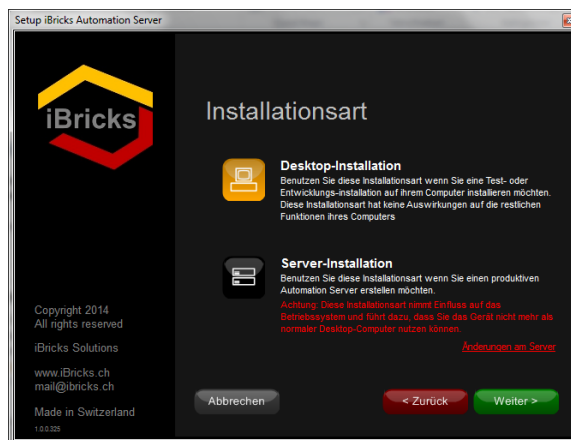 Setup iBricks Automation Server
iBricks
Installationsart
Desktop-Installation
Benutzen Sie diese Installationsart wenn Sie eine Test- oder
Entwicklungs-installation auf ihrem Computer installieren möchten.
Diese Installationsart hat keine Auswirkungen auf die restlichen
Funktionen ihres Computers
Server-Installation
Benutzen Sie diese Installationsart wenn Sie einen produktiven
Automation Server erstellen möchten.
Achtung: Diese Installationsart nimmt Einfluss auf das
Betriebssystem und führt dazu, dass Sie das Gerät nicht mehr als
normaler Desktop-Computer nutzen können.
Änderungen am Server
Copyright 2014
All rights reserved
iBricks Solutions
www.iBricks.ch
mail@ibricks.ch
Made in Switzerland
1.0.0.325
Abbrechen
< Zurück
Weiter >